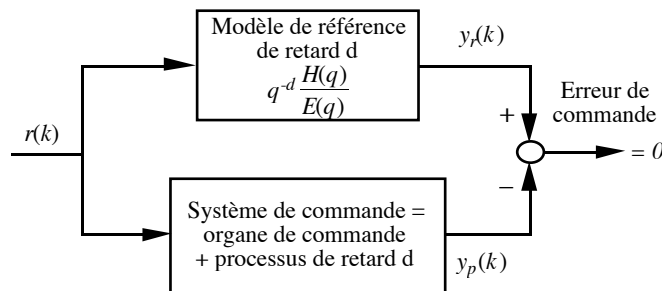 Modèle de référence
de retard d
q^{-d} \frac{H(q)}{E(q)}
y_r(k)
Erreur de
commande
+
r(k)
= 0
−
Système de commande =
organe de commande
+ processus de retard d
y_p(k)